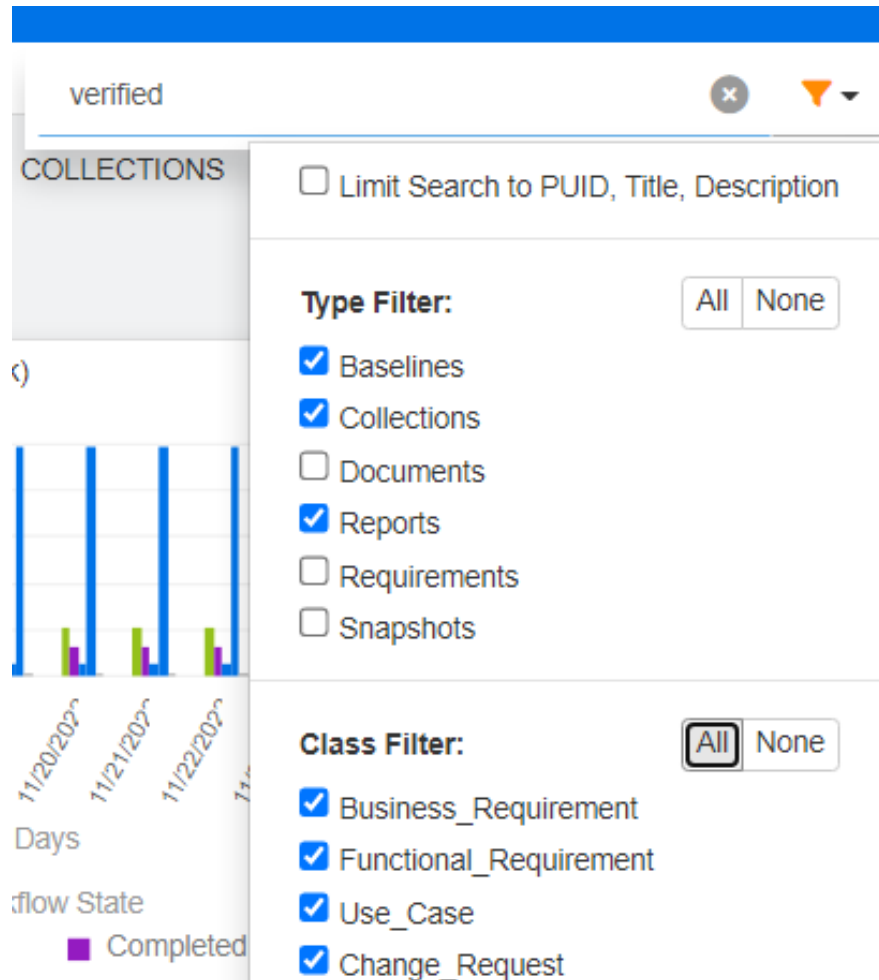 verified
COLLECTIONS
Limit Search to PUID, Title, Description
Type Filter:
All None
Baselines
Collections
Documents
Reports
Requirements
Snapshots
Class Filter:
All None
Business_Requirement
Functional_Requirement
Use_Case
Change_Request
Days
State
Completed